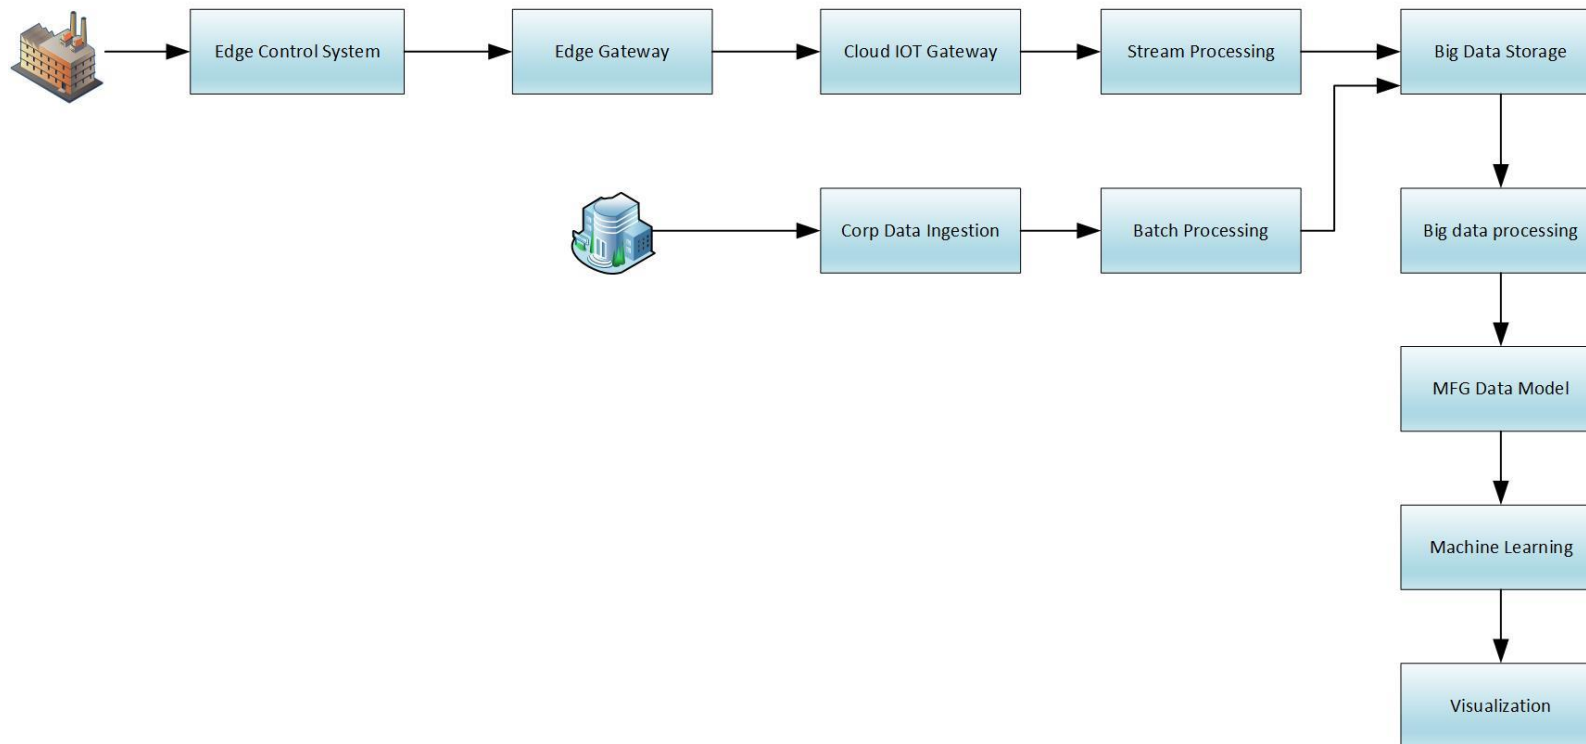 Edge Control System
Edge Gateway
Cloud IOT Gateway
Stream Processing
Big Data Storage
Corp Data Ingestion
Batch Processing
Big data processing
MFG Data Model
Machine Learning
Visualization